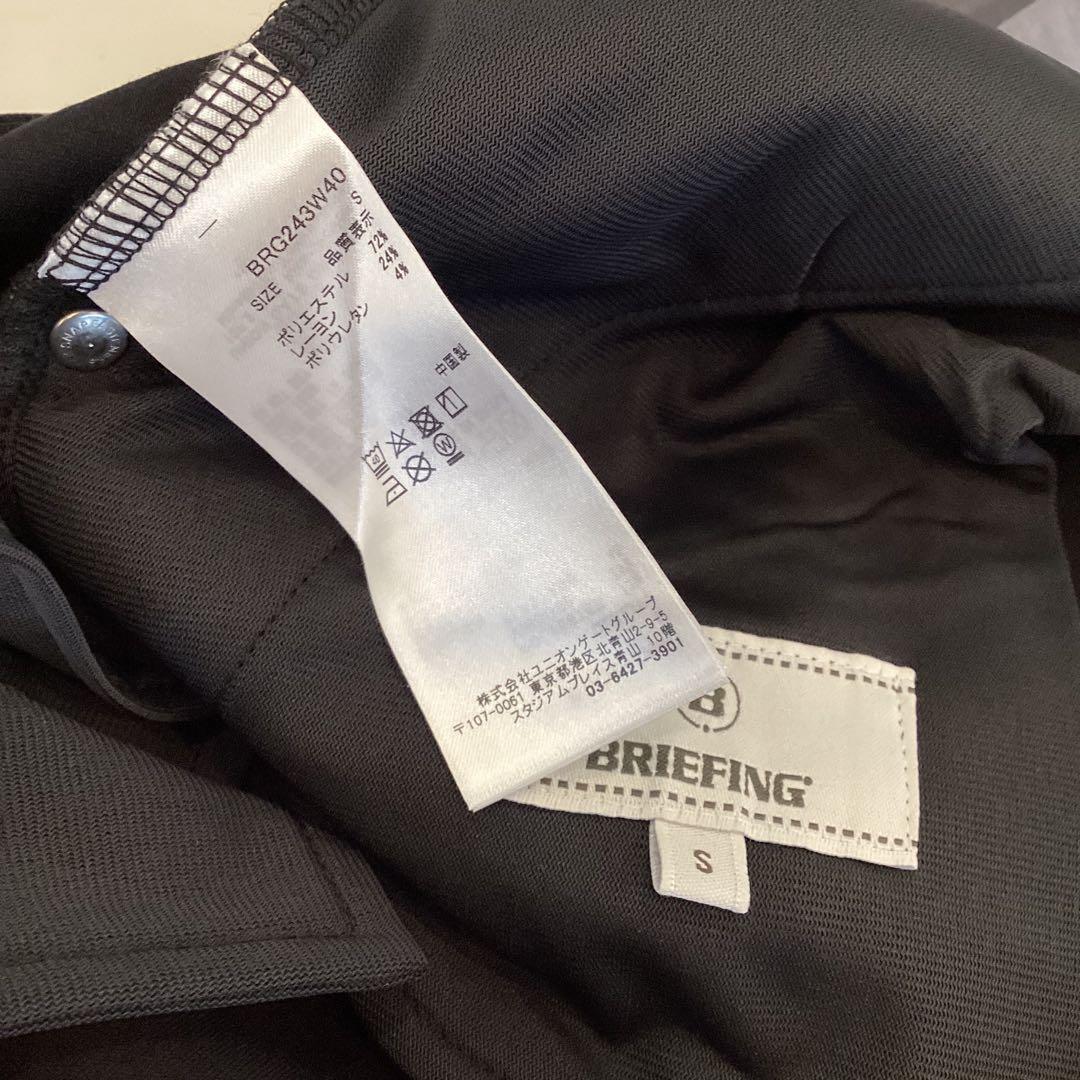 BRG243W40
SIZE S
品質表示
ポリエステル 72%
レーヨン 24%
ポリウレタン 4%
中国製
W
株式会社ユニオンゲートグループ
〒107-0061 東京都港区北青山2-9-5
スタジアムプレイス青山 10階
03-6427-3901
B
BRIEFING
S
SNAP